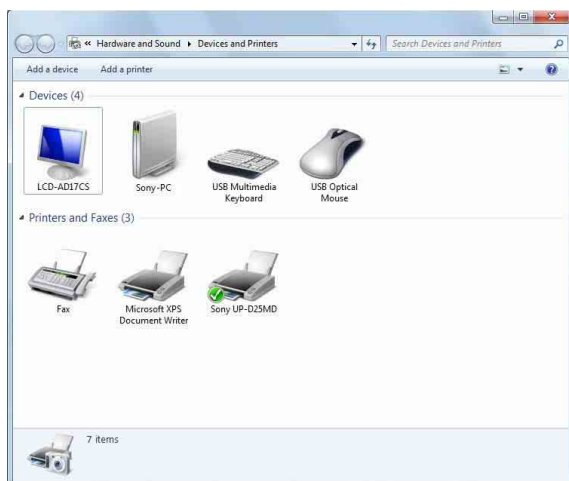 « Hardware and Sound ▸ Devices and Printers
Search Devices and Printers
Add a device Add a printer
Devices (4)
LCD-AD17CS
Sony-PC
USB Multimedia
Keyboard
USB Optical
Mouse
Printers and Faxes (3)
Fax
Microsoft XPS
Document Writer
Sony UP-D25MD
7 items